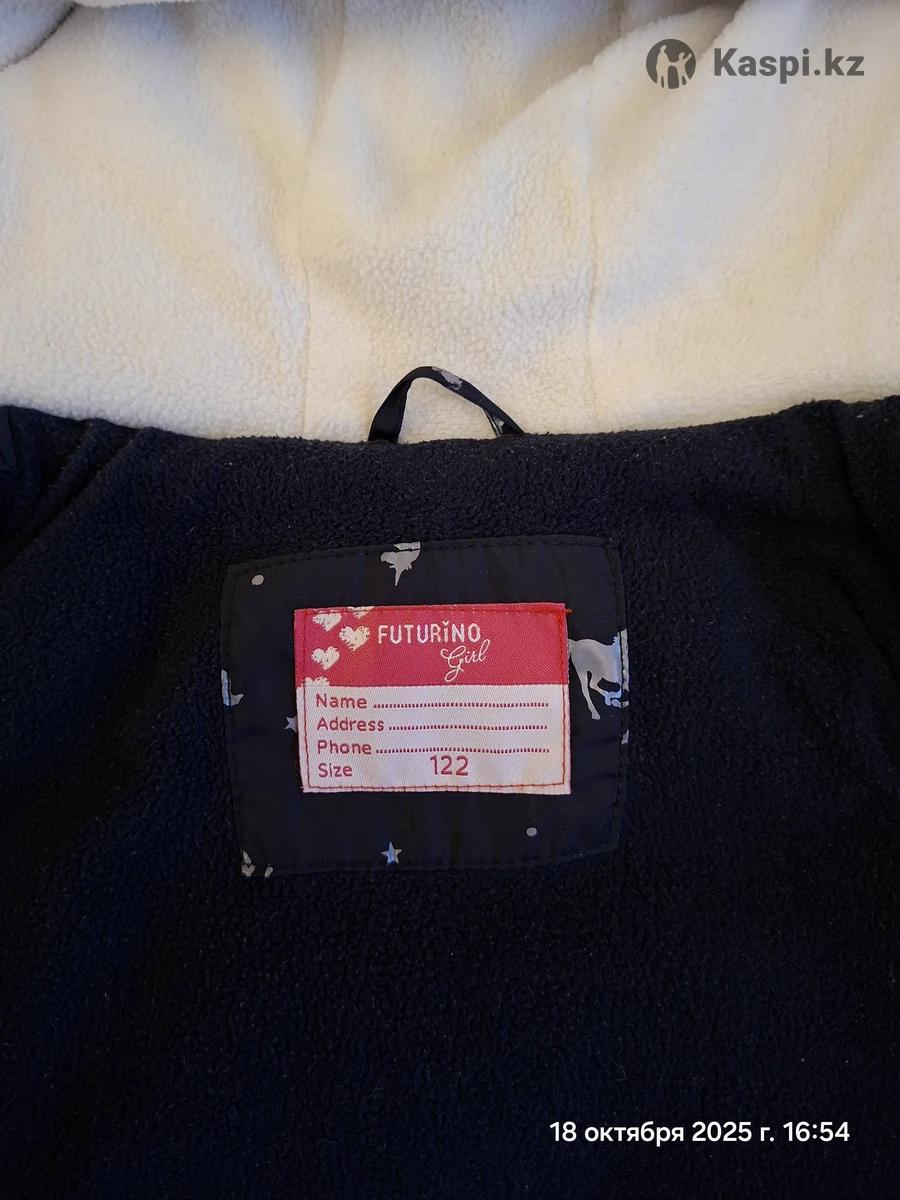 Kaspi.kz
FUTURINO
Girl
Name
Address
Phone
Size 122
18 октября 2025 г. 16:54